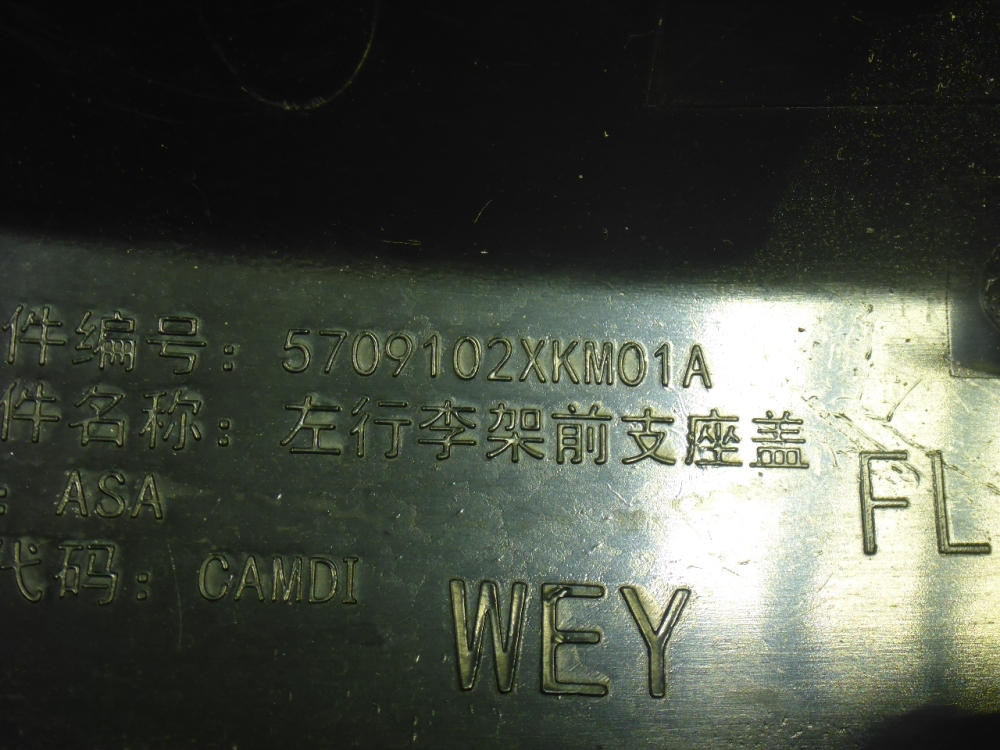 件编号：5709102XKM01A
件名称：左行李架前支座盖
：ASA
代码：CAMDI
FL
WEY